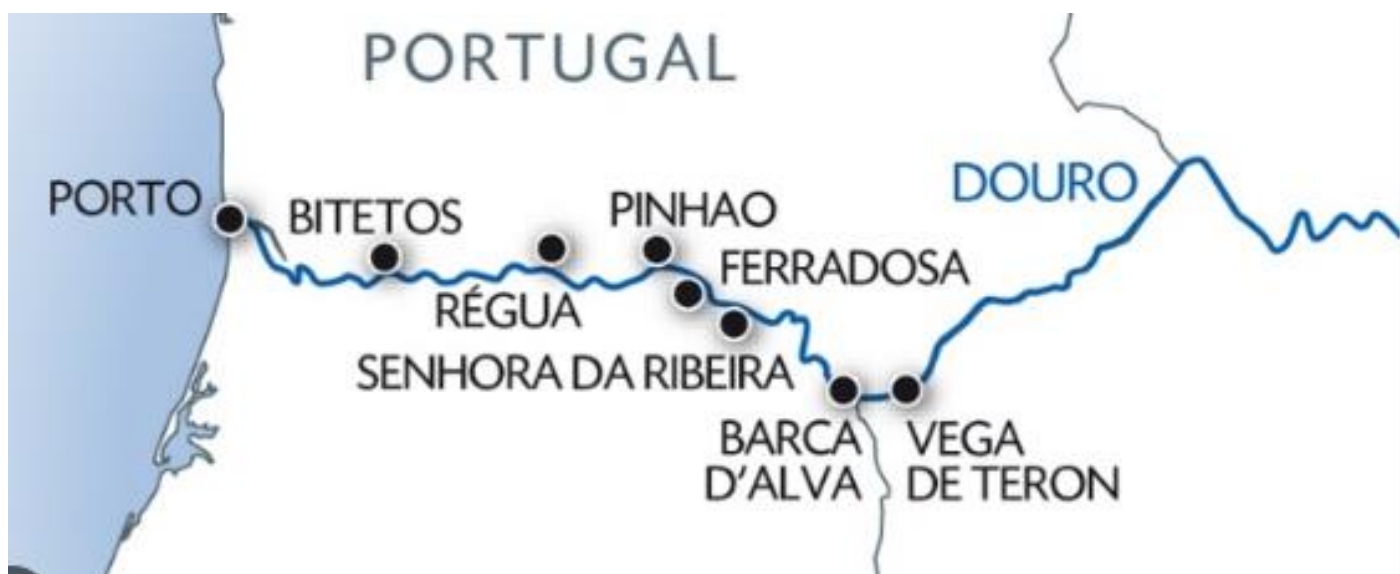 PORTUGAL
DOURO
PORTO
BITETOS
PINHAO
FERRADOSA
RÉGUA
SENHORA DA RIBEIRA
BARCA
D'ALVA
VEGA
DE TERON